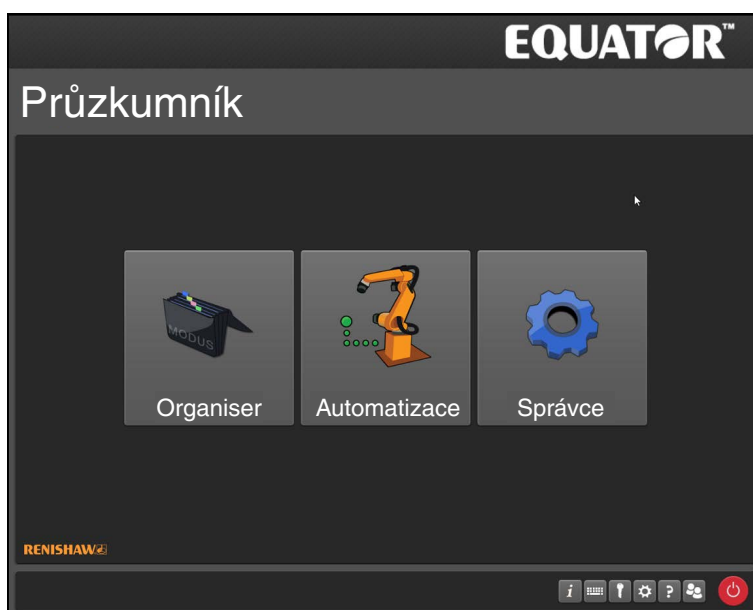 EQUATOR™
Průzkumník
MODUS
Organiser
Automatizace
Správce
RENISHAW
i
?